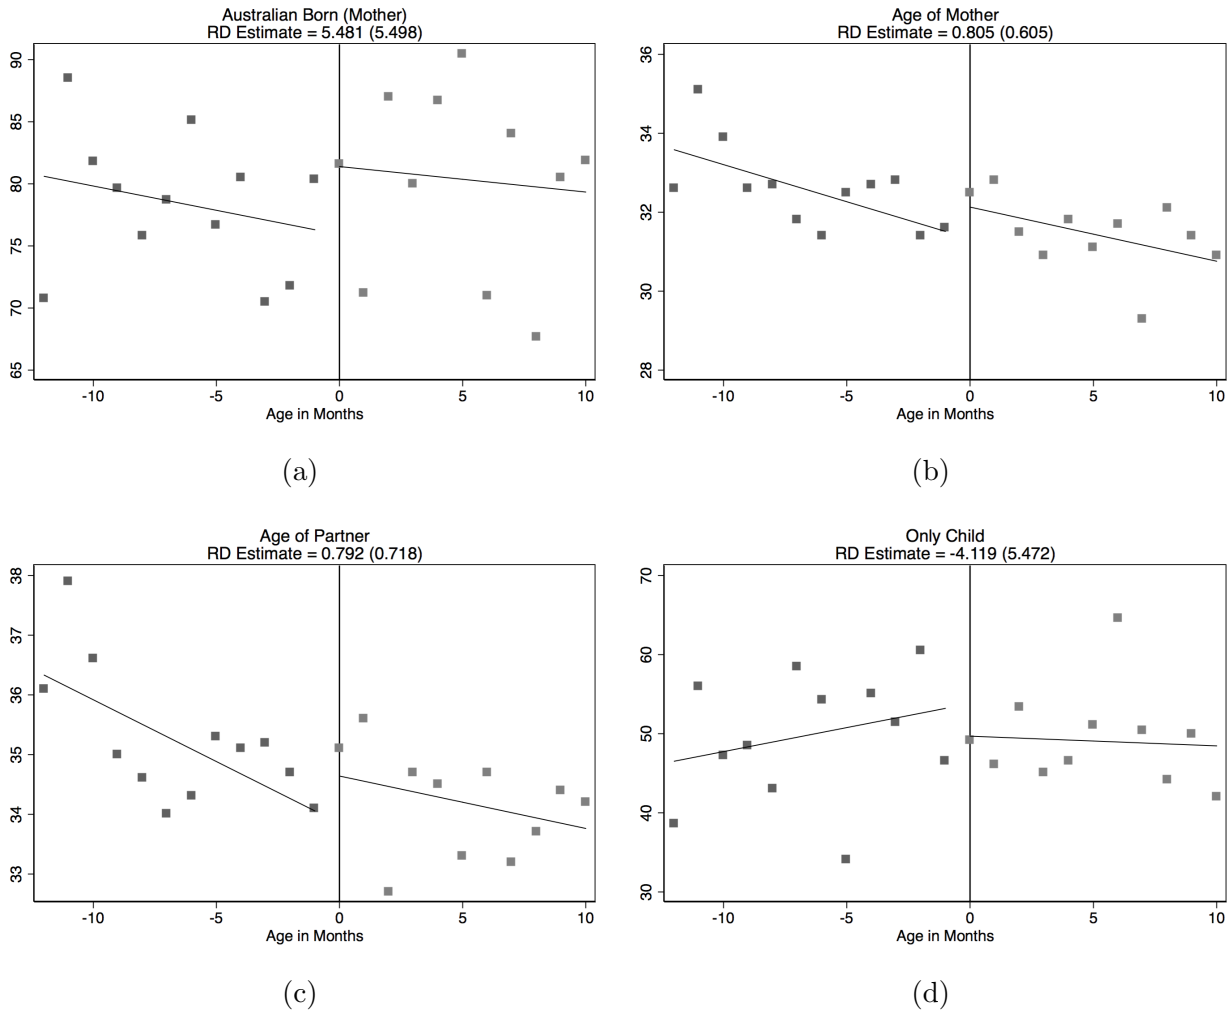 Australian Born (Mother)
RD Estimate = 5.481 (5.498)
90
85
80
75
70
65
-10
-5
0
5
10
Age in Months
(a)
Age of Mother
RD Estimate = 0.805 (0.605)
36
34
32
30
28
-10
-5
0
5
10
Age in Months
(b)
Age of Partner
RD Estimate = 0.792 (0.718)
38
37
36
35
34
33
-10
-5
0
5
10
Age in Months
(c)
Only Child
RD Estimate = -4.119 (5.472)
70
60
50
40
30
-10
-5
0
5
10
Age in Months
(d)